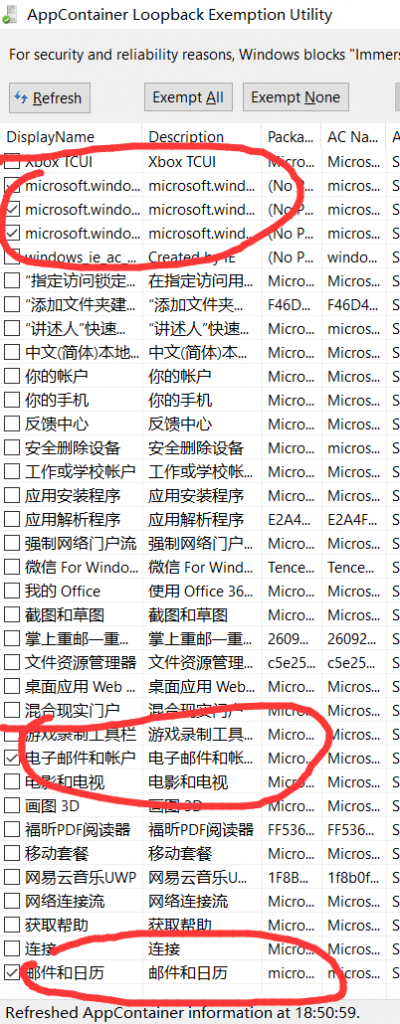 AppContainer Loopback Exemption Utility
For security and reliability reasons, Windows blocks "Immers
Refresh Exempt All Exempt None
DisplayName Description Packa... AC Na... A
Xbox TCUI Xbox TCUI Micro... Micros... S
microsoft.windo... microsoft.wind... (No P... Micros... S
microsoft.windo... microsoft.wind... (No P... Micros... S
microsoft.windo... microsoft.wind... (No P... Micros... S
windows_ie_ac_... Created by IE (No P... windo... S
“指定访问锁定... 在指定访问用... Micro... Micros... S
“添加文件夹建... “添加文件夹... F46D... F46D4... S
“讲述人”快速... “讲述人”快速... Micro... micros... S
中文(简体)本地... 中文(简体)本... Micro... Micros... S
你的帐户 你的帐户 Micro... Micros... S
你的手机 你的手机 Micro... Micros... S
反馈中心 反馈中心 Micro... Micros... S
安全删除设备 安全删除设备 Micro... micros... S
工作或学校帐户 工作或学校帐... Micro... Micros... S
应用安装程序 应用安装程序 Micro... Micros... S
应用解析程序 应用解析程序 E2A4... E2A4F... S
强制网络门户流 强制网络门户... Micro... Micros... S
微信 For Windo... 微信 For Wind... Tence... Tence... S
我的 Office 使用 Office 36... Micro... Micros... S
截图和草图 截图和草图 Micro... Micros... S
掌上重邮—重... 掌上重邮—重... 2609... 26092... S
文件资源管理器 文件资源管理... c5e25... c5e25... S
桌面应用 Web ... 桌面应用 Web... Micro... Micros... S
混合现实门户 混合现实门户 Micro... Micros... S
游戏录制工具栏 游戏录制工具... Micro... Micros... S
电子邮件和帐户 电子邮件和帐... Micro... Micros... S
电影和电视 电影和电视 Micro... Micros... S
画图 3D 画图 3D Micro... Micros... S
福昕PDF阅读器 福昕PDF阅读器 FF536... FF536... S
移动套餐 移动套餐 Micro... Micros... S
网易云音乐UWP 网易云音乐U... 1F8B... 1f8b0f... S
网络连接流 网络连接流 Micro... Micros... S
获取帮助 获取帮助 Micro... Micros... S
连接 连接 Micro... Micros... S
邮件和日历 邮件和日历 micro... micros... S
Refreshed AppContainer information at 18:50:59.